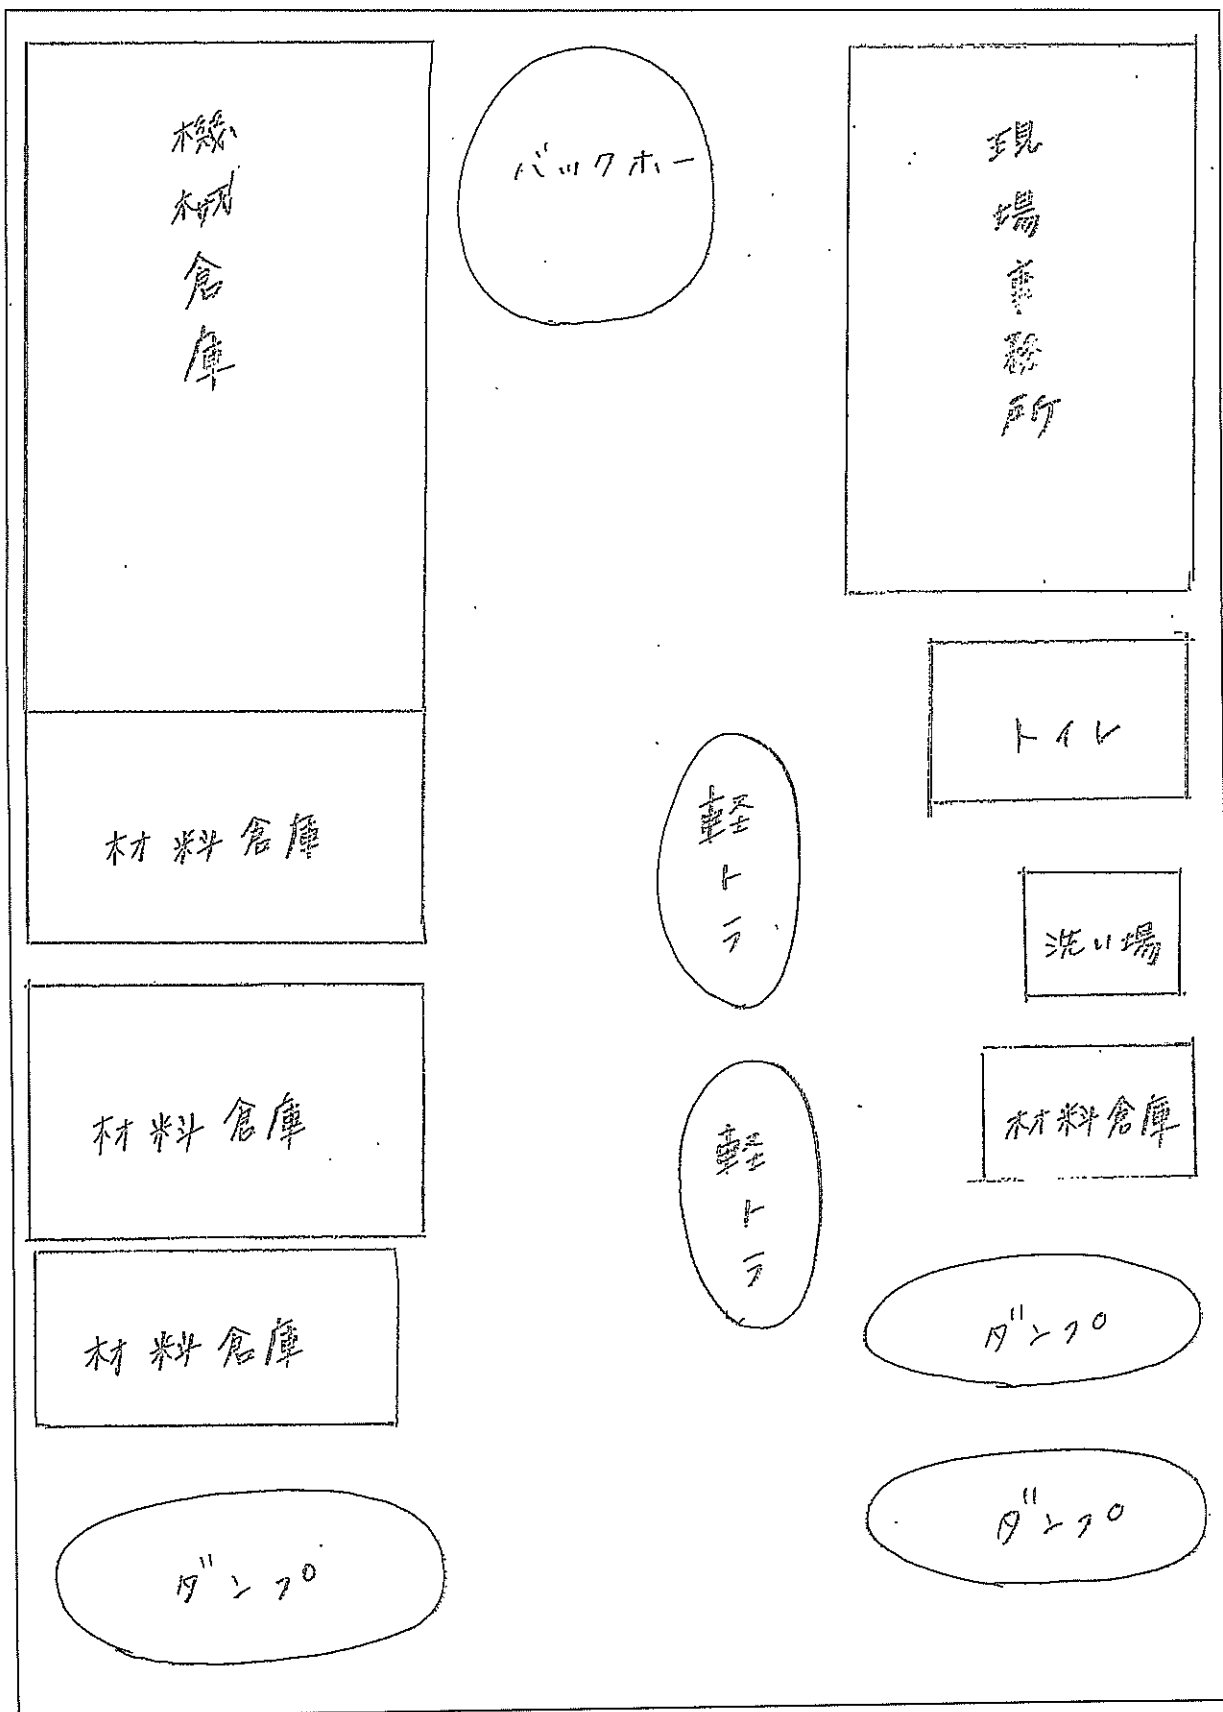 機械倉庫
バックホー
現場事務所
トイレ
材料倉庫
軽トラ
洗い場
材料倉庫
軽トラ
材料倉庫
材料倉庫
ダンプ
ダンプ
ダンプ